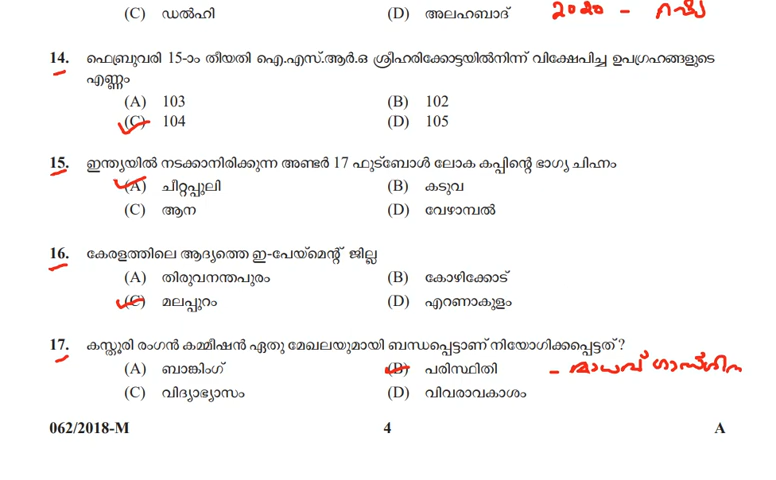 (C) ഡൽഹി (D) അലഹബാദ് 2020 -
14. ഫെബ്രുവരി 15-ാം തീയതി ഐ.എസ്.ആർ.ഒ ശ്രീഹരിക്കോട്ടയിൽനിന്ന് വിക്ഷേപിച്ച ഉപഗ്രഹങ്ങളുടെ
എണ്ണം
(A) 103 (B) 102
(C) 104 (D) 105
15. ഇന്ത്യയിൽ നടക്കാനിരിക്കുന്ന അണ്ടർ 17 ഫുട്ബോൾ ലോക കപ്പിന്റെ ഭാഗ്യ ചിഹ്നം
(A) ചീറ്റപ്പുലി (B) കടുവ
(C) ആന (D) വേഴാമ്പൽ
16. കേരളത്തിലെ ആദ്യത്തെ ഇ-പേയ്മെന്റ് ജില്ല
(A) തിരുവനന്തപുരം (B) കോഴിക്കോട്
(C) മലപ്പുറം (D) എറണാകുളം
17. കസ്തൂരി രംഗൻ കമ്മീഷൻ ഏതു മേഖലയുമായി ബന്ധപ്പെട്ടാണ് നിയോഗിക്കപ്പെട്ടത് ?
(A) ബാങ്കിംഗ് (B) പരിസ്ഥിതി - മാധവ്
(C) വിദ്യാഭ്യാസം (D) വിവരാവകാശം
062/2018-M 4 A